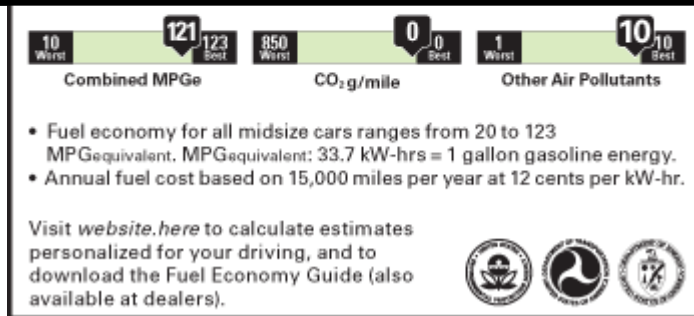 10 Worst 121 123 Best 850 Worst 0 0 Best 1 Worst 10 10 Best
Combined MPGe CO2 g/mile Other Air Pollutants
• Fuel economy for all midsize cars ranges from 20 to 123
MPGequivalent. MPGequivalent: 33.7 kW-hrs = 1 gallon gasoline energy.
• Annual fuel cost based on 15,000 miles per year at 12 cents per kW-hr.
Visit website.here to calculate estimates
personalized for your driving, and to
download the Fuel Economy Guide (also
available at dealers).